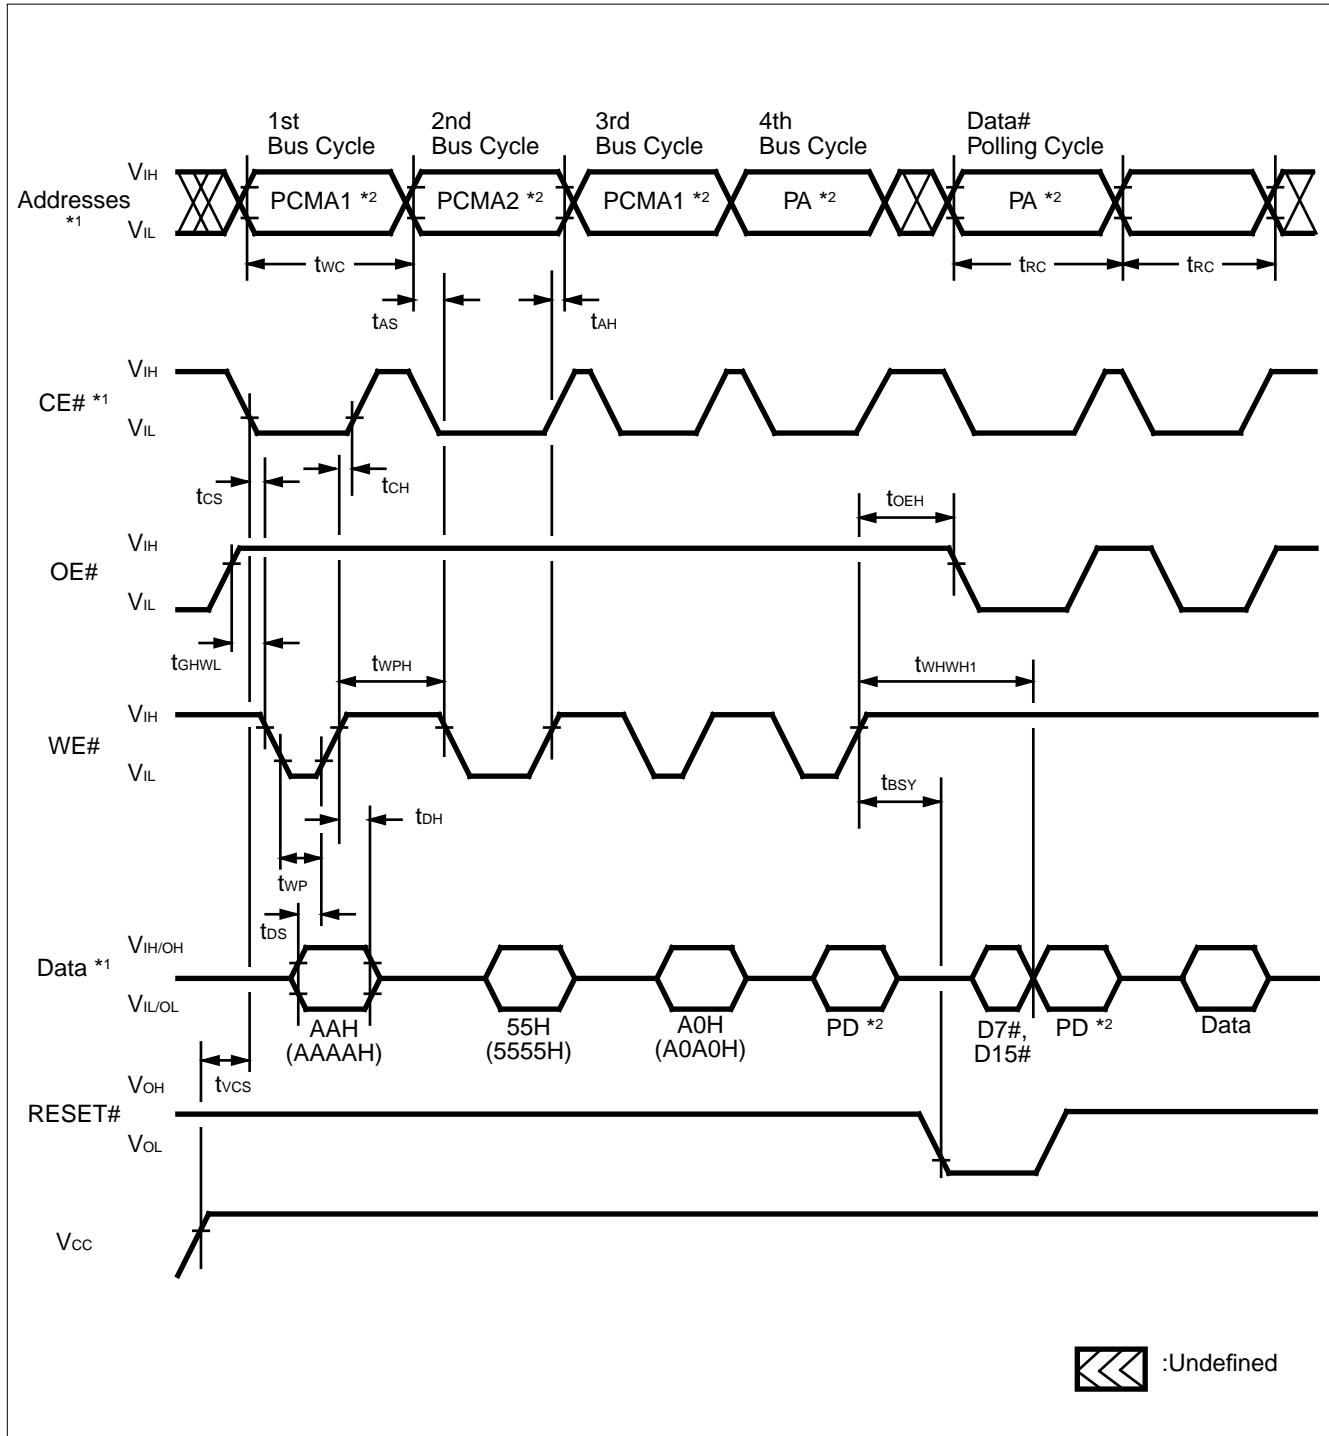 1st
Bus Cycle
2nd
Bus Cycle
3rd
Bus Cycle
4th
Bus Cycle
Data#
Polling Cycle
VIH
Addresses
*1
VIL
PCMA1 *2
PCMA2 *2
PCMA1 *2
PA *2
PA *2
tWC
tRC
tRC
tAS
tAH
VIH
CE# *1
VIL
tCS
tCH
tOEH
VIH
OE#
VIL
tGHWL
tWPH
tWHWH1
VIH
WE#
VIL
tBSY
tDH
tWP
tDS
VIH/OH
Data *1
VIL/OL
AAH
(AAAAH)
55H
(5555H)
A0H
(A0A0H)
PD *2
D7#,
D15#
PD *2
Data
tVCS
VOH
RESET#
VOL
VCC
:Undefined